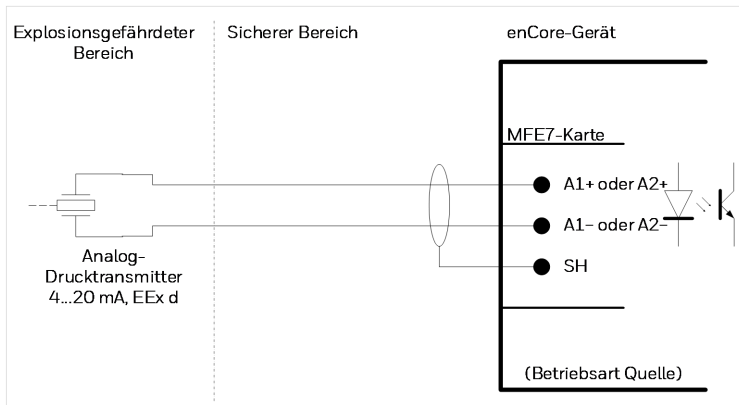 Explosionsgefährdeter
Bereich
Sicherer Bereich
enCore-Gerät
MFE7-Karte
A1+ oder A2+
A1- oder A2-
SH
Analog-
Drucktransmitter
4...20 mA, EEx d
(Betriebsart Quelle)